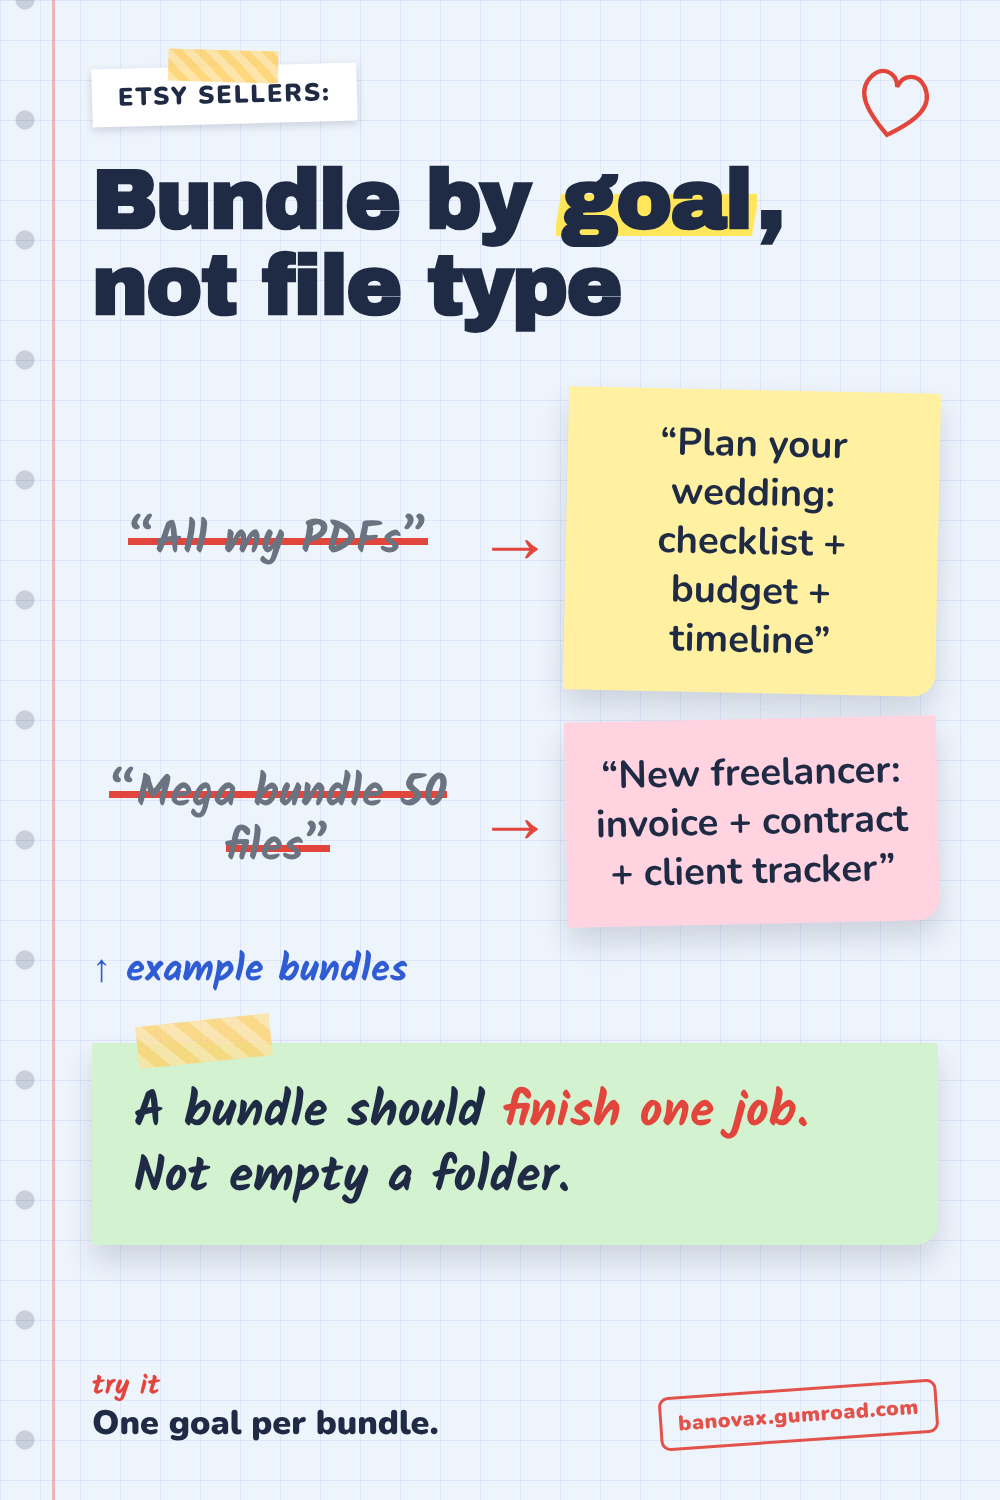 ETSY SELLERS:
Bundle by goal,
not file type
“All my PDFs”
→
“Plan your
wedding:
checklist +
budget +
timeline”
“Mega bundle 50
files”
→
“New freelancer:
invoice + contract
+ client tracker”
↑ example bundles
A bundle should finish one job.
Not empty a folder.
try it
One goal per bundle.
banovax.gumroad.com